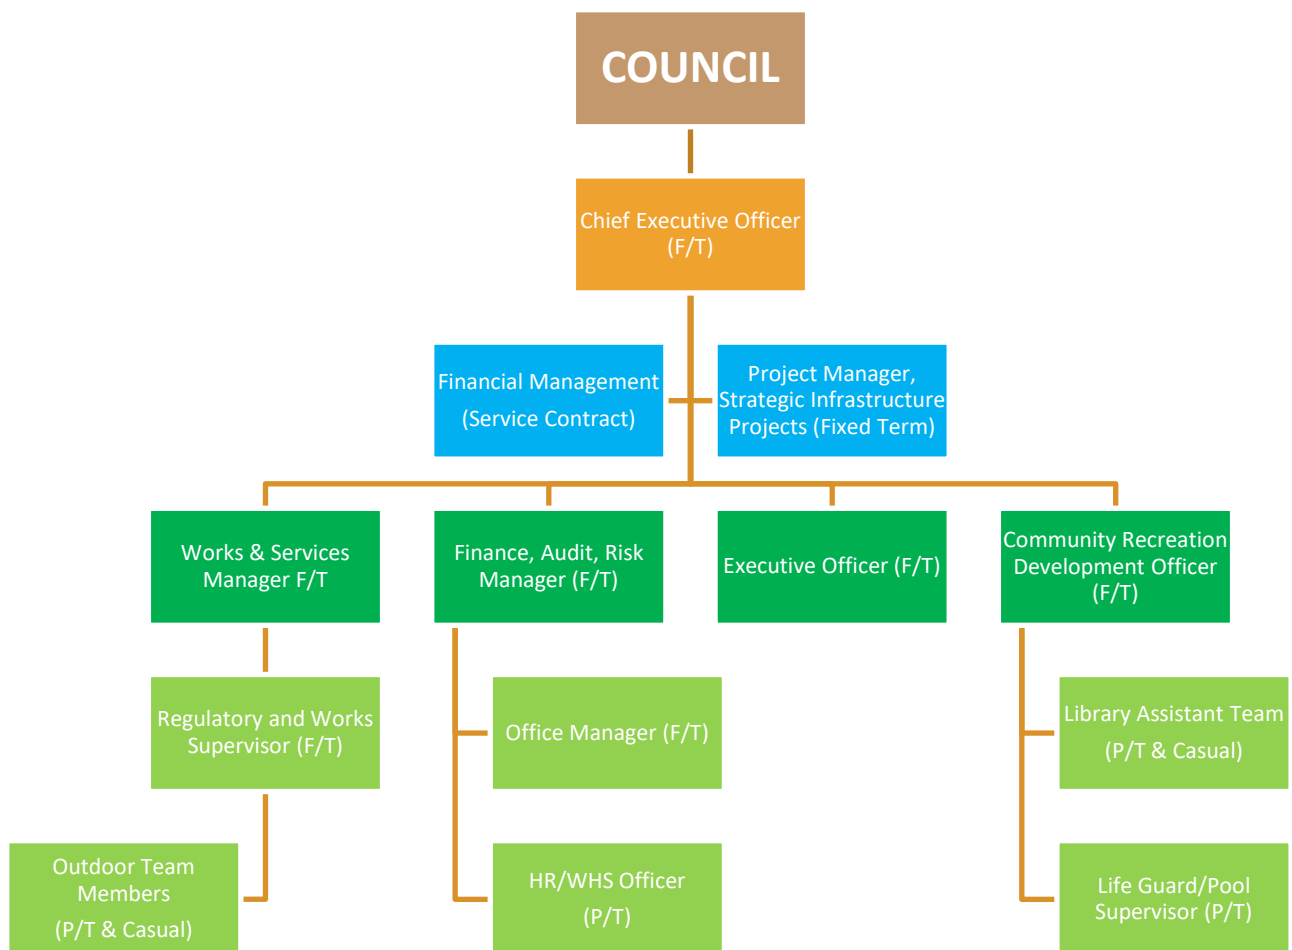 COUNCIL
Chief Executive Officer
(F/T)
Financial Management
(Service Contract)
Project Manager,
Strategic Infrastructure
Projects (Fixed Term)
Works & Services
Manager F/T
Finance, Audit, Risk
Manager (F/T)
Executive Officer (F/T)
Community Recreation
Development Officer
(F/T)
Regulatory and Works
Supervisor (F/T)
Office Manager (F/T)
Library Assistant Team
(P/T & Casual)
Outdoor Team
Members
(P/T & Casual)
HR/WHS Officer
(P/T)
Life Guard/Pool
Supervisor (P/T)